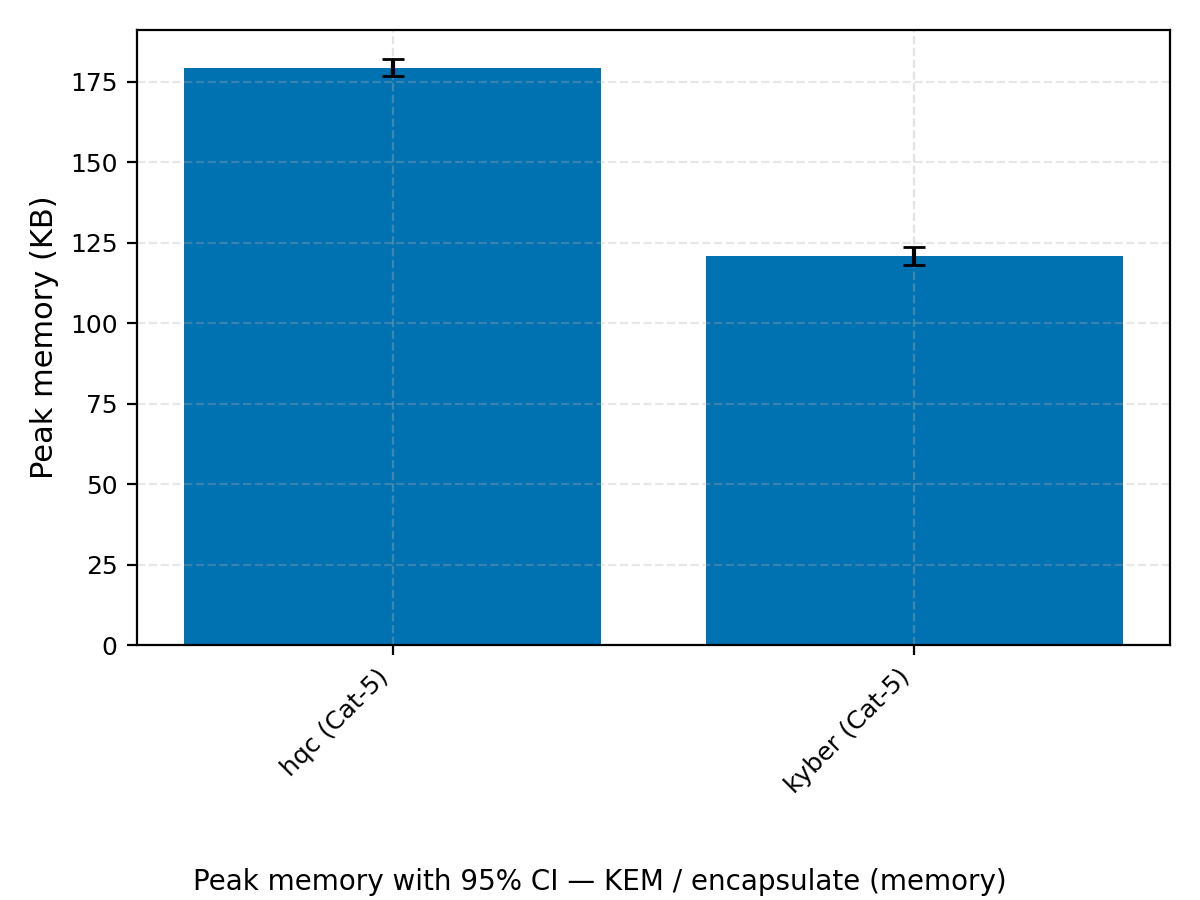 Peak memory (KB)
175
150
125
100
75
50
25
0
hqc (Cat-5)
kyber (Cat-5)
Peak memory with 95% CI — KEM / encapsulate (memory)